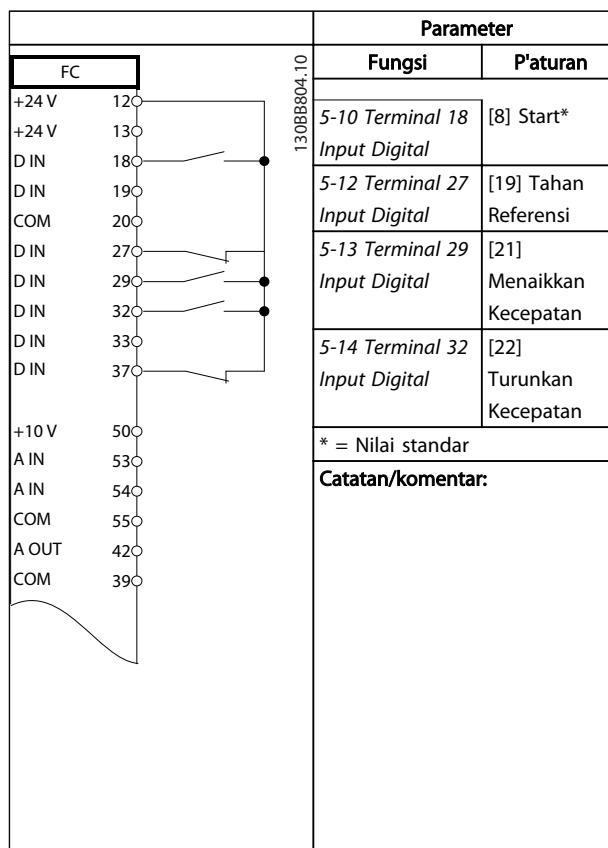 Parameter
FC
130BB804.10
Fungsi P'aturan
+24 V 12
+24 V 13
D IN 18
D IN 19
COM 20
D IN 27
D IN 29
D IN 32
D IN 33
D IN 37
+10 V 50
A IN 53
A IN 54
COM 55
A OUT 42
COM 39
5-10 Terminal 18 [8] Start*
Input Digital
5-12 Terminal 27 [19] Tahan
Input Digital Referensi
5-13 Terminal 29 [21]
Input Digital Menaikkan
Kecepatan
5-14 Terminal 32 [22]
Input Digital Turunkan
Kecepatan
* = Nilai standar
Catatan/komentar: